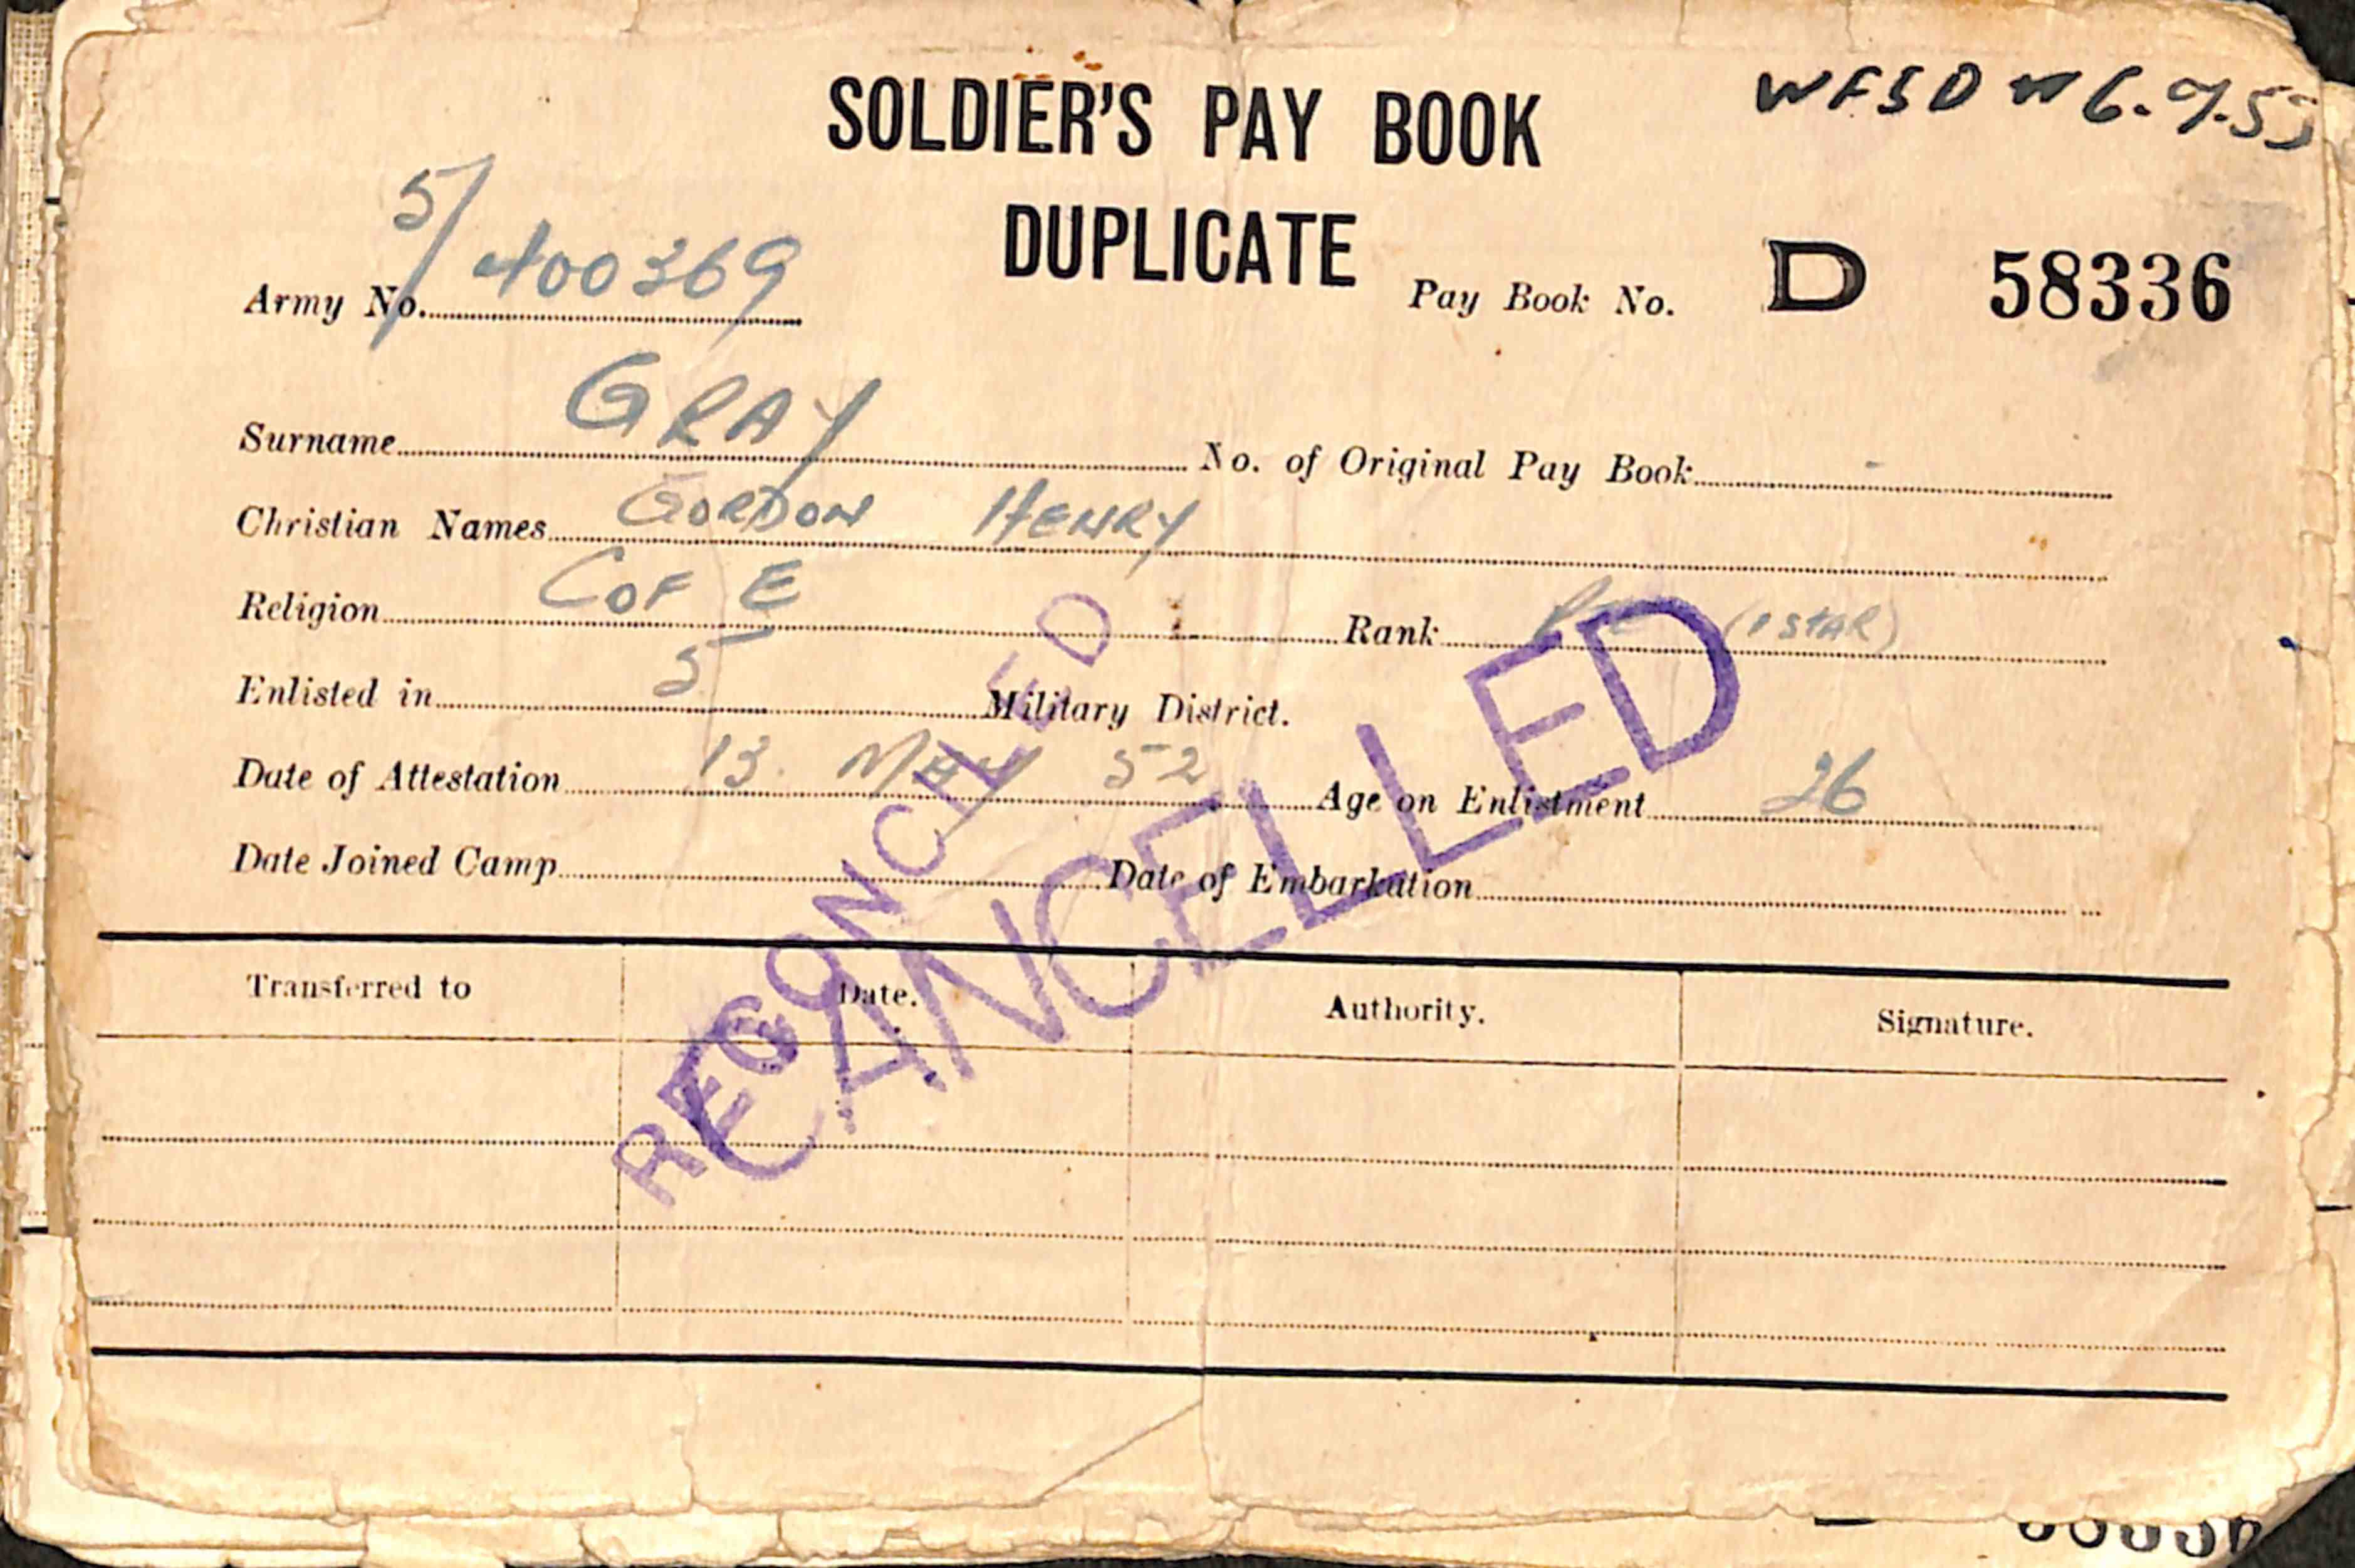 SOLDIER'S PAY BOOK
WFSD 6.9.55
DUPLICATE
Army No. 5/400369
Pay Book No. D 58336
Surname GRAY No. of Original Pay Book -
Christian Names GORDON HENRY
Religion C OF E Rank Pte (1 STAR)
Enlisted in 5 Military District.
Date of Attestation 13 MAY 52 Age on Enlistment 26
Date Joined Camp Date of Embarkation
RECONCILED
CANCELLED
Transferred to Date. Authority. Signature.